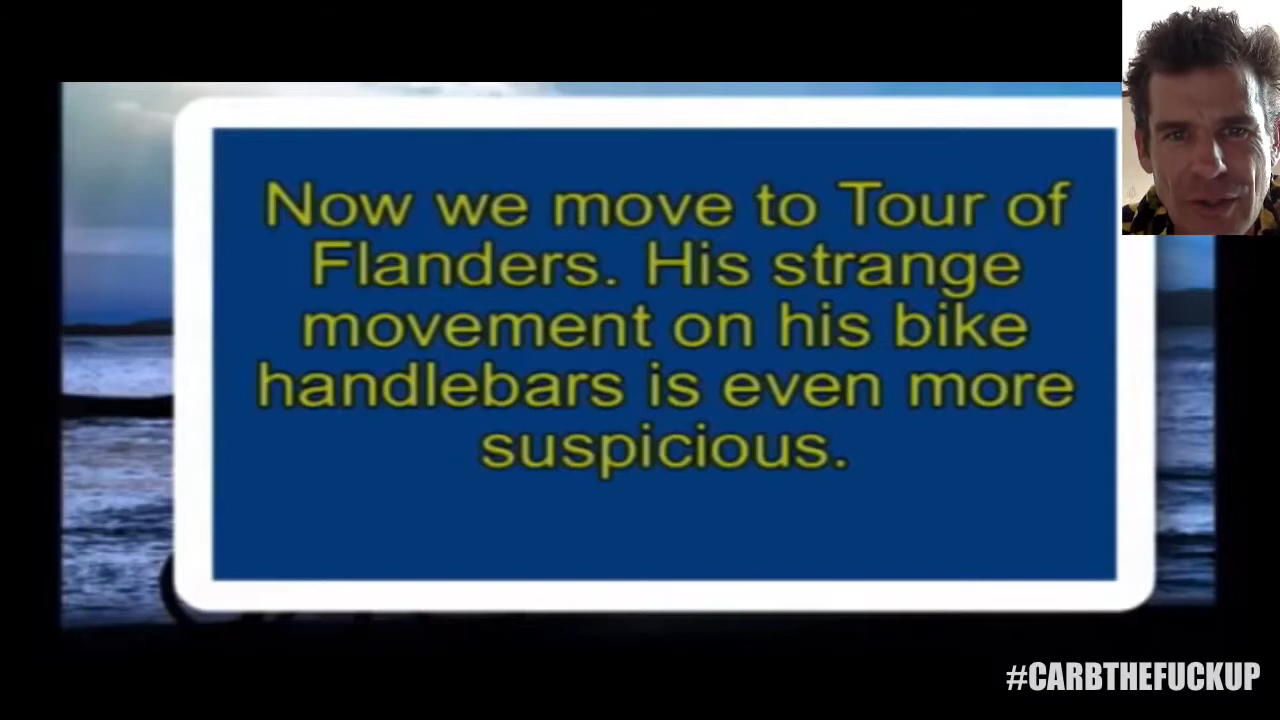 Now we move to Tour of
Flanders. His strange
movement on his bike
handlebars is even more
suspicious.
#CARBTHEFUCKUP